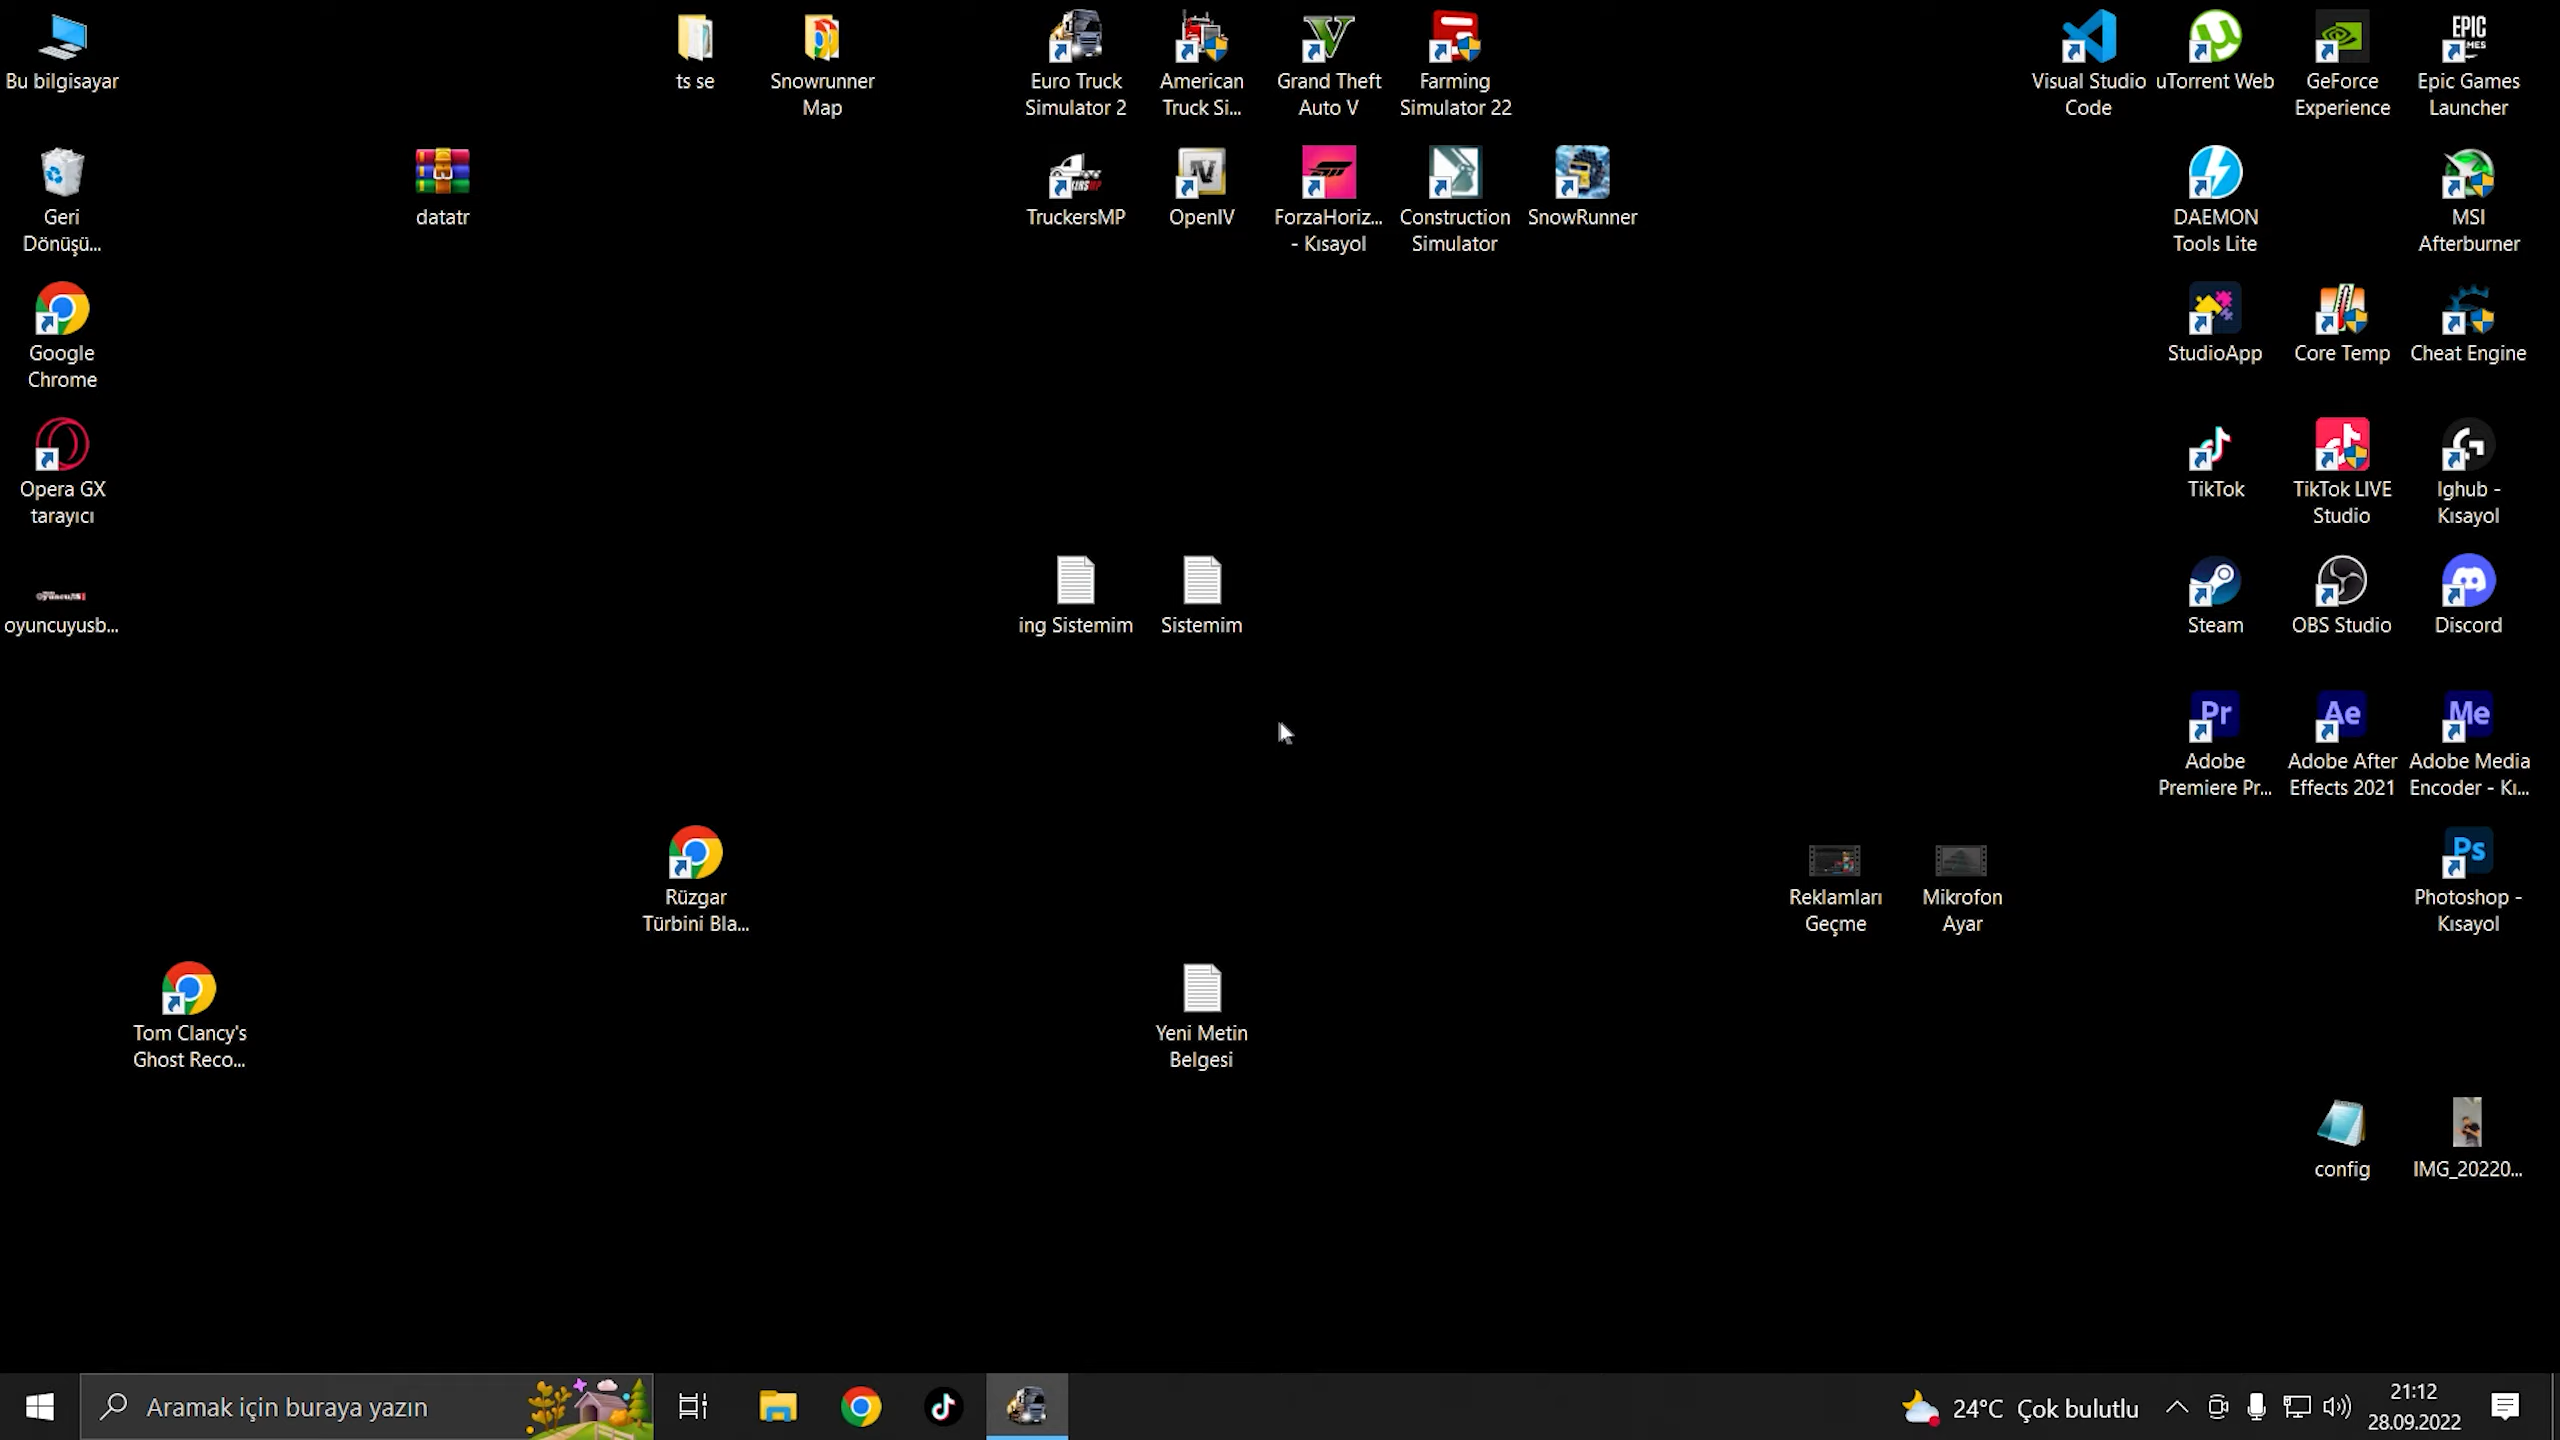 Bu bilgisayar
ts se
Snowrunner
Map
Euro Truck
Simulator 2
American
Truck Si...
Grand Theft
Auto V
Farming
Simulator 22
Visual Studio
Code
uTorrent Web
GeForce
Experience
EPIC
Epic Games
Launcher
Geri
Dönüşü...
datatr
TruckersMP
OpenIV
ForzaHoriz...
- Kısayol
Construction
Simulator
SnowRunner
DAEMON
Tools Lite
MSI
Afterburner
Google
Chrome
StudioApp
Core Temp
Cheat Engine
Opera GX
tarayıcı
TikTok
TikTok LIVE
Studio
lghub -
Kısayol
oyuncuyusb...
ing Sistemim
Sistemim
Steam
OBS Studio
Discord
Pr
Adobe
Premiere Pr...
Ae
Adobe After
Effects 2021
Me
Adobe Media
Encoder - Kı...
Rüzgar
Türbini Bla...
Reklamları
Geçme
Mikrofon
Ayar
Ps
Photoshop -
Kısayol
Tom Clancy's
Ghost Reco...
Yeni Metin
Belgesi
config
IMG_20220...
Aramak için buraya yazın
24°C Çok bulutlu
21:12
28.09.2022